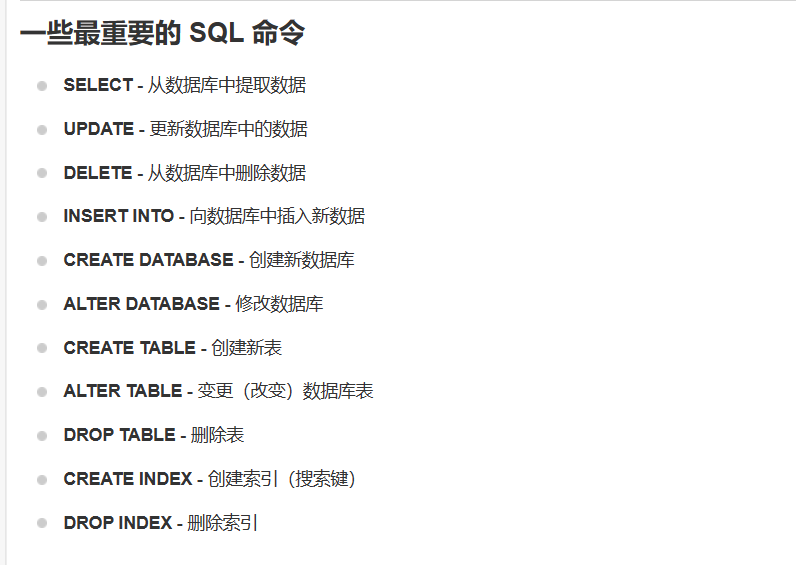 一些最重要的 SQL 命令
SELECT - 从数据库中提取数据
UPDATE - 更新数据库中的数据
DELETE - 从数据库中删除数据
INSERT INTO - 向数据库中插入新数据
CREATE DATABASE - 创建新数据库
ALTER DATABASE - 修改数据库
CREATE TABLE - 创建新表
ALTER TABLE - 变更（改变）数据库表
DROP TABLE - 删除表
CREATE INDEX - 创建索引（搜索键）
DROP INDEX - 删除索引